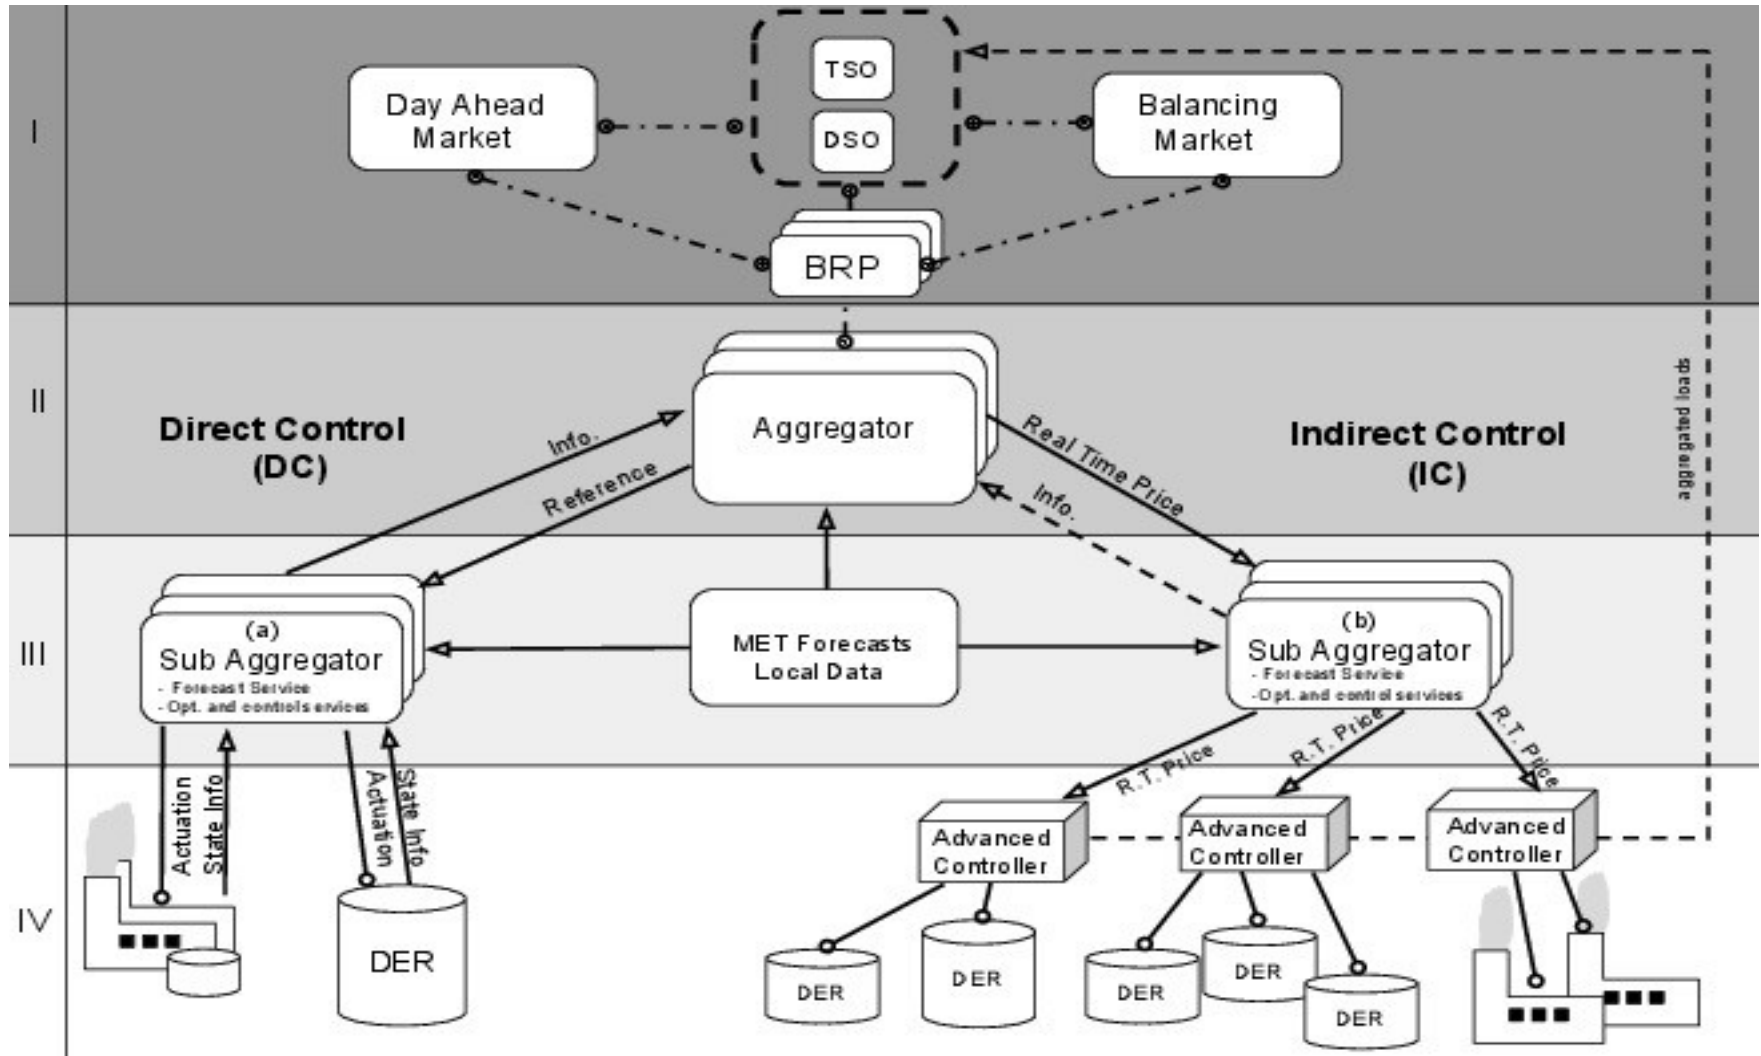 I
Day Ahead
Market
TSO
DSO
Balancing
Market
BRP
II
Direct Control
(DC)
Info.
Reference
Aggregator
Real Time Price
Info.
Indirect Control
(IC)
aggregated loads
III
(a)
Sub Aggregator
- Forecast Service
- Opt. and control services
MET Forecasts
Local Data
(b)
Sub Aggregator
- Forecast Service
- Opt. and control services
R.T. Price
R.T. Price
R.T. Price
IV
Actuation
State Info
Actuation
State Info
DER
Advanced
Controller
Advanced
Controller
Advanced
Controller
DER
DER
DER
DER
DER